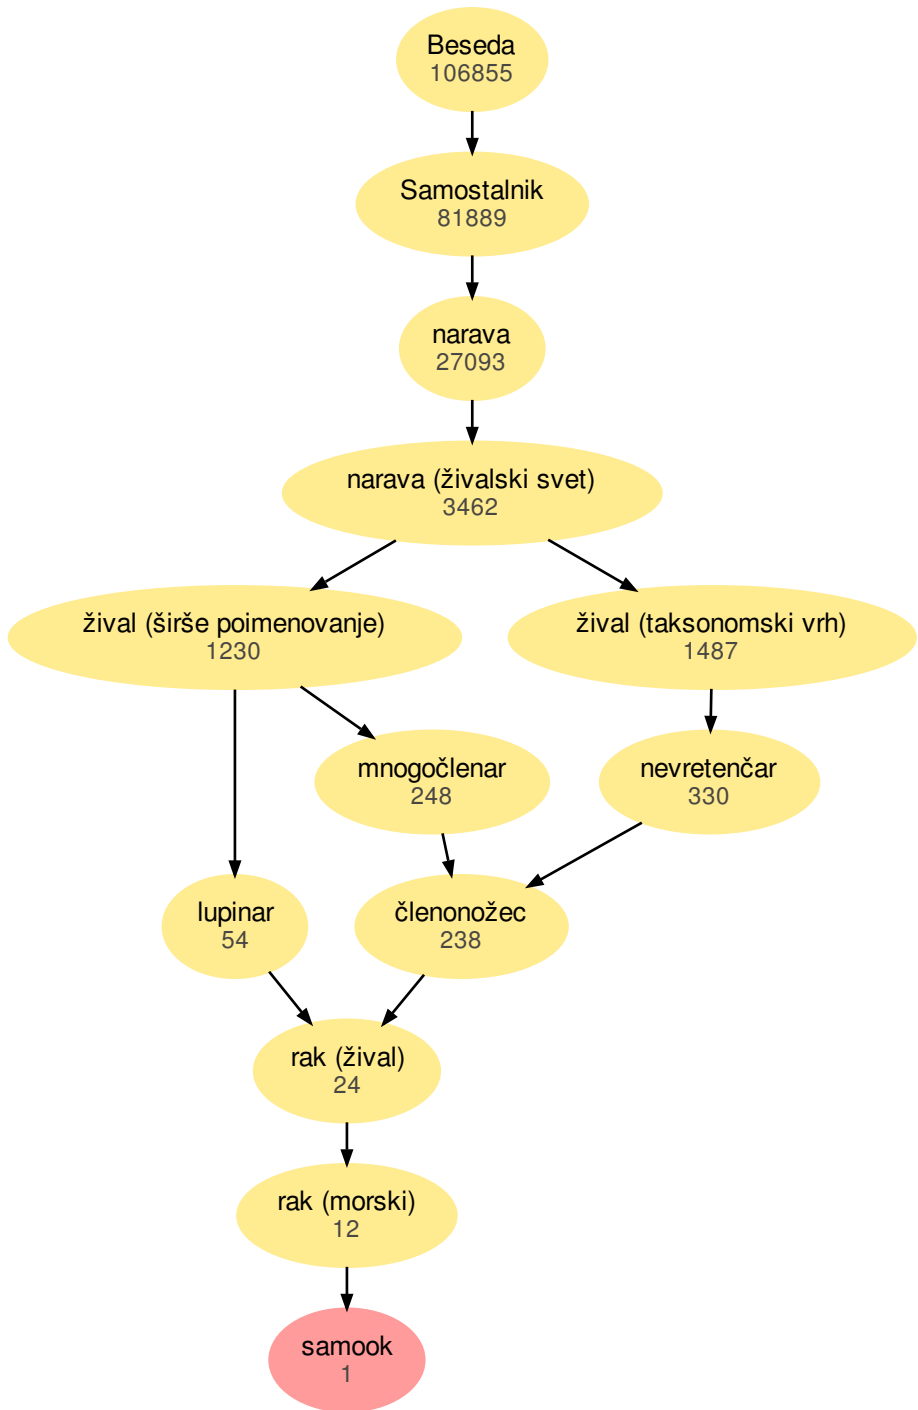 Beseda
106855
Samostalnik
81889
narava
27093
narava (živalski svet)
3462
žival (širše poimenovanje)
1230
žival (taksonomski vrh)
1487
mnogočlenar
248
nevretenčar
330
lupinar
54
členonožec
238
rak (žival)
24
rak (morski)
12
samook
1